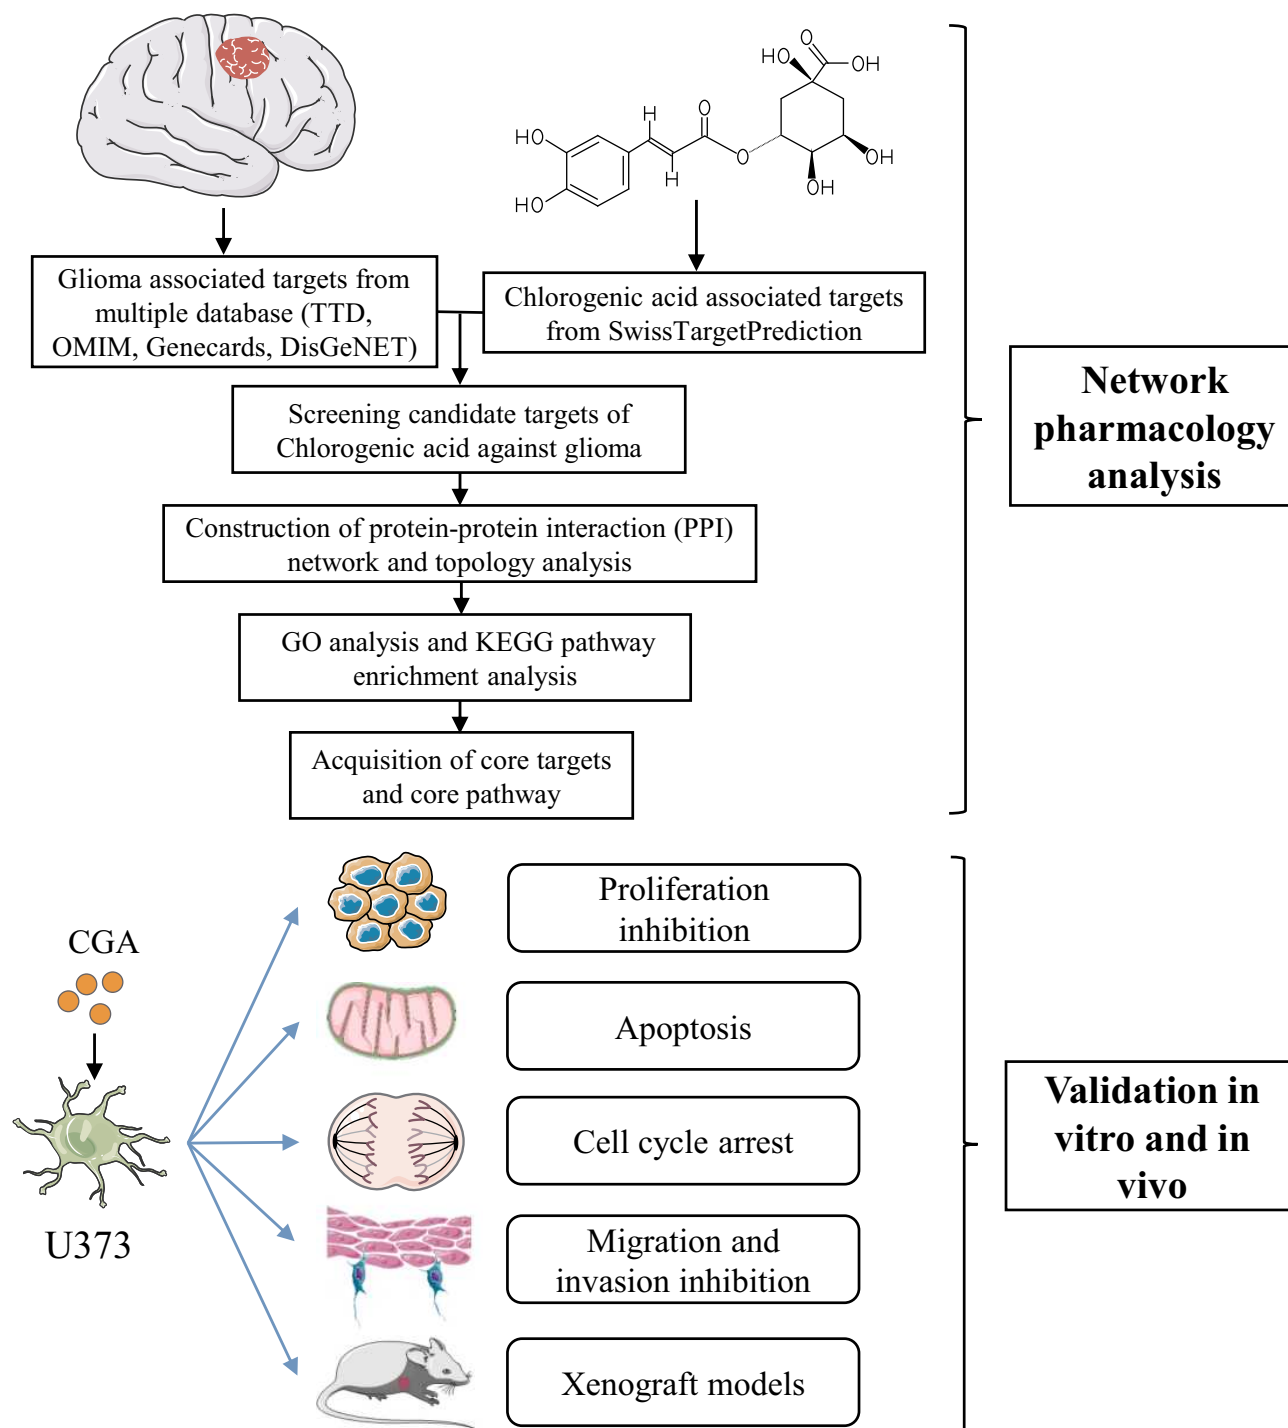 O
HO
OH
H
O
HO
O
OH
H
HO
OH
Glioma associated targets from
multiple database (TTD,
OMIM, Genecards, DisGeNET)
Chlorogenic acid associated targets
from SwissTargetPrediction
Screening candidate targets of
Chlorogenic acid against glioma
Construction of protein-protein interaction (PPI)
network and topology analysis
GO analysis and KEGG pathway
enrichment analysis
Acquisition of core targets
and core pathway
Network
pharmacology
analysis
CGA
U373
Proliferation
inhibition
Apoptosis
Cell cycle arrest
Migration and
invasion inhibition
Xenograft models
Validation in
vitro and in
vivo